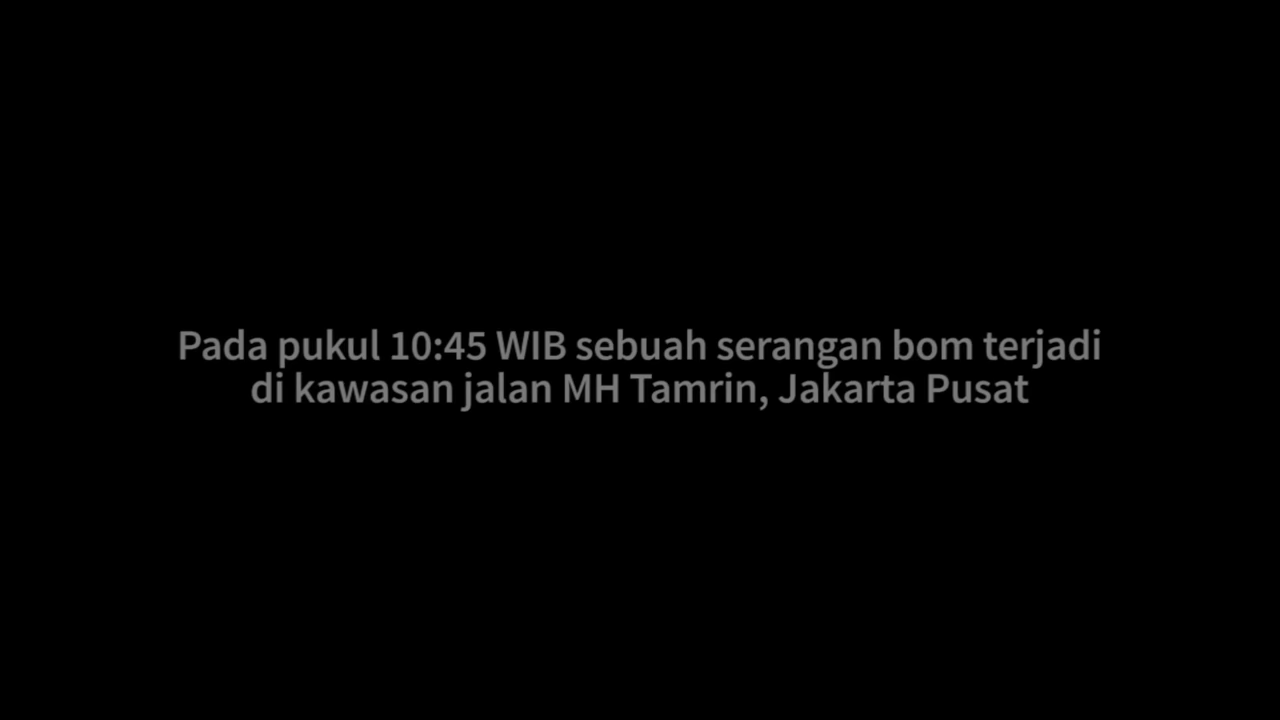 Pada pukul 10:45 WIB sebuah serangan bom terjadi
di kawasan jalan MH Tamrin, Jakarta Pusat